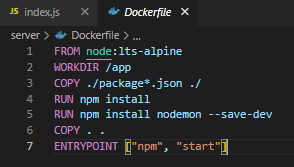 index.js
Dockerfile
server > Dockerfile > ...
1 FROM node:lts-alpine
2 WORKDIR /app
3 COPY ./package*.json ./
4 RUN npm install
5 RUN npm install nodemon --save-dev
6 COPY . .
7 ENTRYPOINT ["npm", "start"]